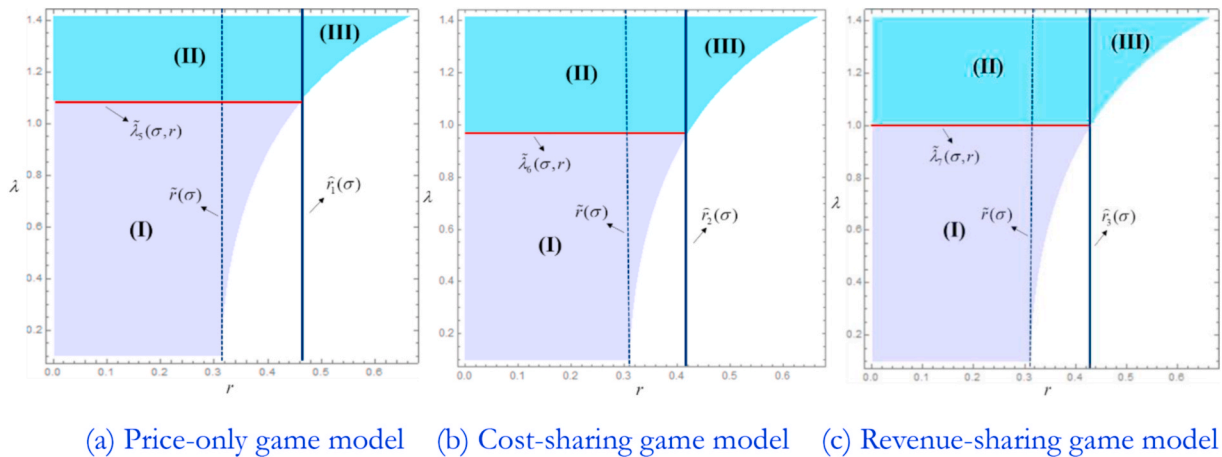 1.4
1.2
1.0
0.8
0.6
0.4
0.2
λ
(II)
(III)
λ̃₅(σ,r)
r̃(σ)
r̂₁(σ)
(I)
0.0 0.1 0.2 0.3 0.4 0.5 0.6
r
1.4
1.2
1.0
0.8
0.6
0.4
0.2
λ
(II)
(III)
λ̃₆(σ,r)
r̃(σ)
r̂₂(σ)
(I)
0.0 0.1 0.2 0.3 0.4 0.5 0.6
r
1.4
1.2
1.0
0.8
0.6
0.4
0.2
λ
(II)
(III)
λ̃₇(σ,r)
r̃(σ)
r̂₃(σ)
(I)
0.0 0.1 0.2 0.3 0.4 0.5 0.6
r
(a) Price-only game model (b) Cost-sharing game model (c) Revenue-sharing game model